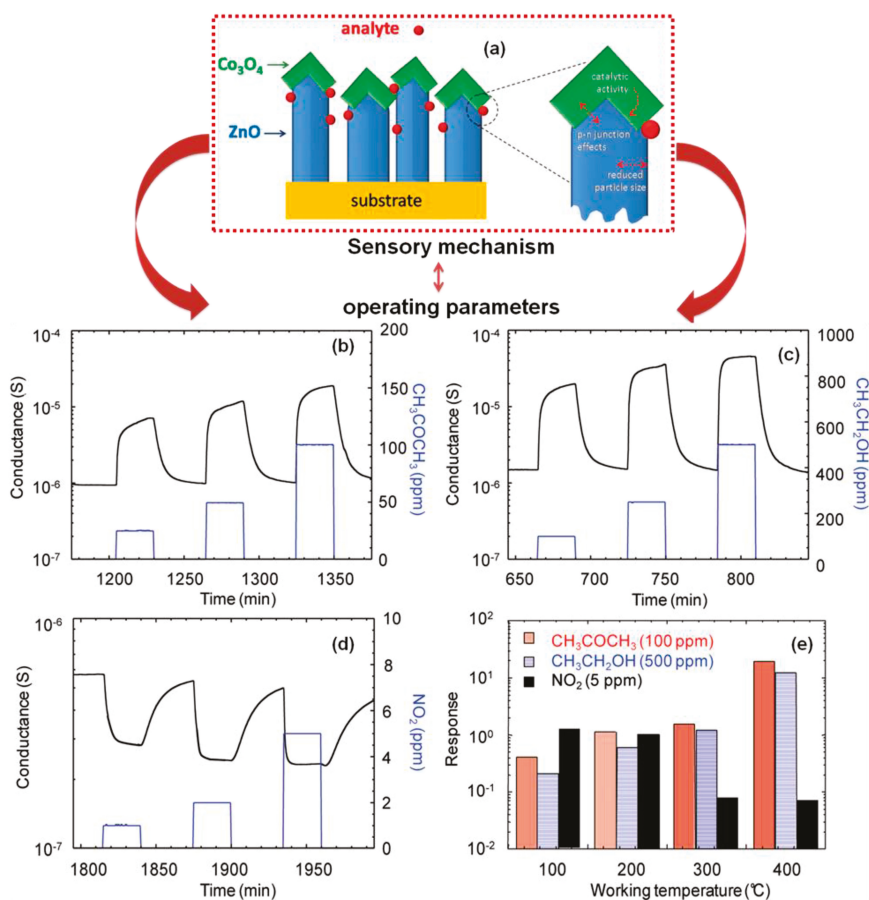 analyte
(a)
Co₃O₄
ZnO
substrate
catalytic
activity
p-n junction
effects
reduced
particle size
Sensory mechanism
operating parameters
(b)
10⁻⁴
10⁻⁵
10⁻⁶
10⁻⁷
Conductance (S)
200
150
100
50
0
CH₃COCH₃ (ppm)
1200 1250 1300 1350
Time (min)
(c)
10⁻⁴
10⁻⁵
10⁻⁶
10⁻⁷
Conductance (S)
1000
800
600
400
200
0
CH₃CH₂OH (ppm)
650 700 750 800
Time (min)
(d)
10⁻⁶
10⁻⁷
Conductance (S)
10
8
6
4
2
0
NO₂ (ppm)
1800 1850 1900 1950
Time (min)
(e)
10²
10¹
10⁰
10⁻¹
10⁻²
Response
CH₃COCH₃ (100 ppm)
CH₃CH₂OH (500 ppm)
NO₂ (5 ppm)
100 200 300 400
Working temperature (°C)